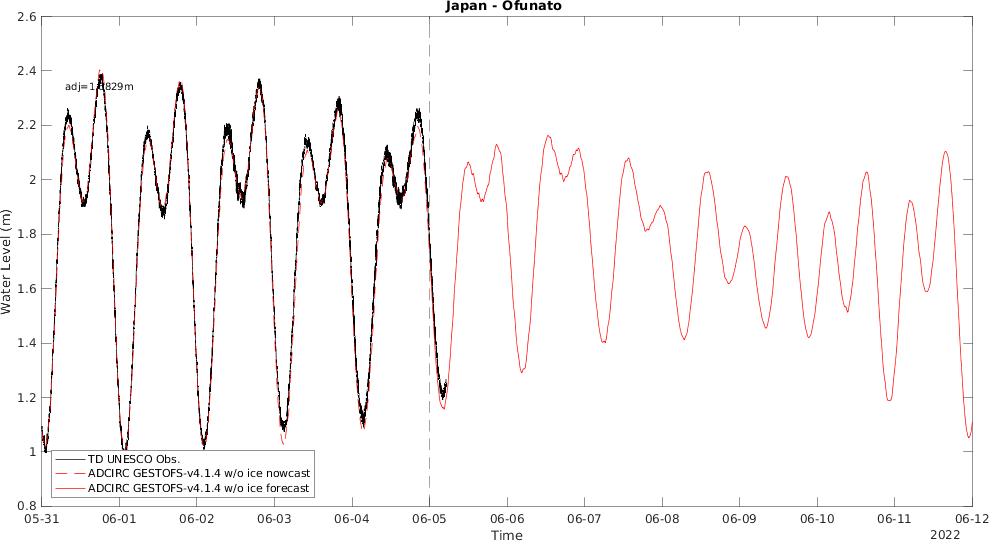 Japan - Ofunato
2.6
2.4
2.2
2
1.8
1.6
1.4
1.2
1
0.8
Water Level (m)
TD UNESCO Obs.
ADCIRC GESTOFS-v4.1.4 w/o ice nowcast
ADCIRC GESTOFS-v4.1.4 w/o ice forecast
05-31 06-01 06-02 06-03 06-04 06-05 06-06 06-07 06-08 06-09 06-10 06-11 06-12
Time
2022